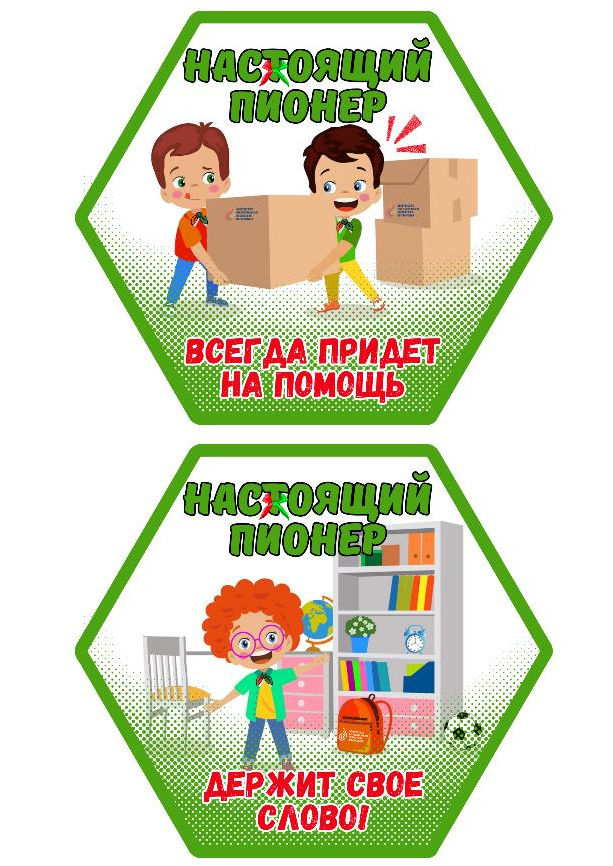 НАСТОЯЩИЙ
ПИОНЕР
ВСЕГДА ПРИДЕТ
НА ПОМОЩЬ
НАСТОЯЩИЙ
ПИОНЕР
ДЕРЖИТ СВОЕ
СЛОВО!